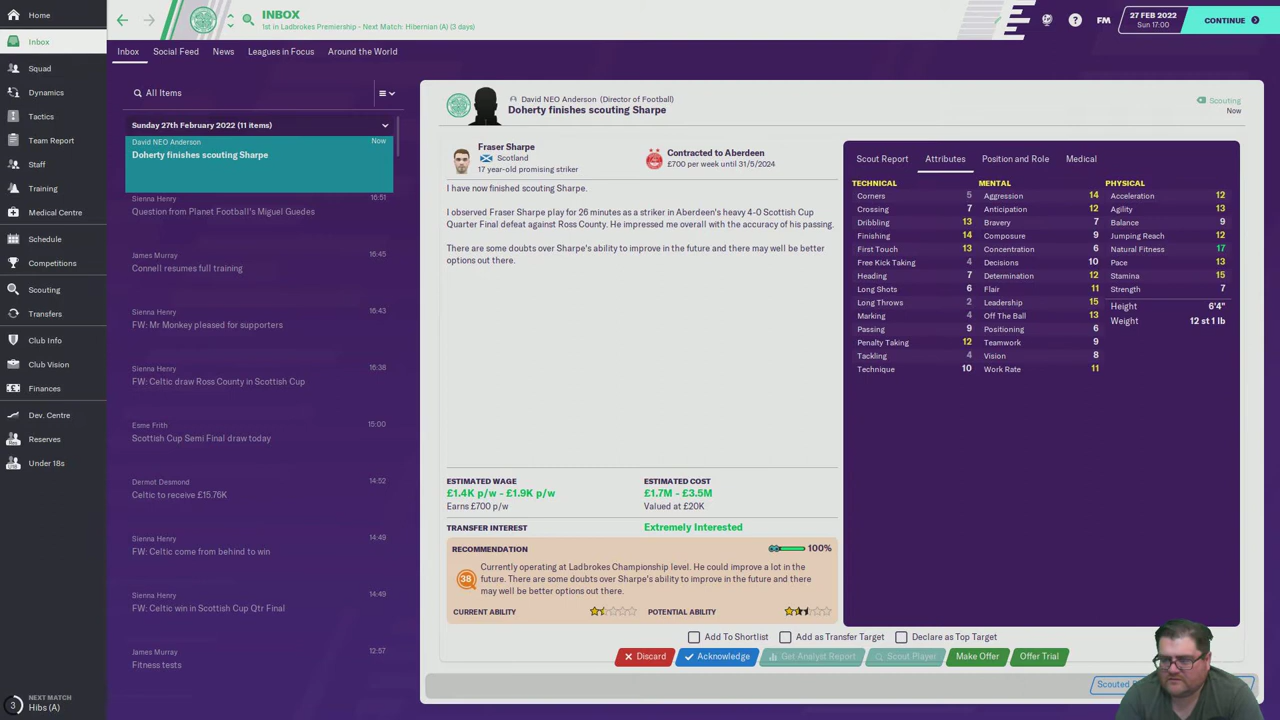 Home
Inbox
Squad
Dynamics
Tactics
Team Report
Staff
Training
Medical Centre
Schedule
Competitions
Scouting
Transfers
Club Info
Club Vision
Finances
Dev. Centre
Reserves
Under 18s
3
NEXT MATCH
Hibs (A)
INBOX
1st in Ladbrokes Premiership - Next Match: Hibernian (A) (3 days)
FM
27 FEB 2022
Sun 17:00
CONTINUE
Inbox
Social Feed
News
Leagues in Focus
Around the World
All Items
Sunday 27th February 2022 (11 items)
David NEO Anderson Now
Doherty finishes scouting Sharpe
Sienna Henry 16:51
Question from Planet Football's Miguel Guedes
James Murray 16:45
Connell resumes full training
Sienna Henry 16:43
FW: Mr Monkey pleased for supporters
Sienna Henry 16:38
FW: Celtic draw Ross County in Scottish Cup
Esme Frith 15:00
Scottish Cup Semi Final draw today
Dermot Desmond 14:52
Celtic to receive £15.76K
Sienna Henry 14:49
FW: Celtic come from behind to win
Sienna Henry 14:49
FW: Celtic win in Scottish Cup Qtr Final
James Murray 12:57
Fitness tests
David NEO Anderson (Director of Football)
Doherty finishes scouting Sharpe
Scouting
Now
Fraser Sharpe
Scotland
17 year-old promising striker
Contracted to Aberdeen
£700 per week until 31/5/2024
I have now finished scouting Sharpe.
I observed Fraser Sharpe play for 26 minutes as a striker in Aberdeen's heavy 4-0 Scottish Cup
Quarter Final defeat against Ross County. He impressed me overall with the accuracy of his passing.
There are some doubts over Sharpe's ability to improve in the future and there may well be better
options out there.
ESTIMATED WAGE
£1.4K p/w - £1.9K p/w
Earns £700 p/w
ESTIMATED COST
£1.7M - £3.5M
Valued at £20K
TRANSFER INTEREST
Extremely Interested
RECOMMENDATION
100%
38
Currently operating at Ladbrokes Championship level. He could improve a lot in the
future. There are some doubts over Sharpe's ability to improve in the future and there
may well be better options out there.
CURRENT ABILITY
POTENTIAL ABILITY
Scout Report
Attributes
Position and Role
Medical
TECHNICAL
Corners 5
Crossing 7
Dribbling 13
Finishing 14
First Touch 13
Free Kick Taking 4
Heading 7
Long Shots 6
Long Throws 2
Marking 4
Passing 9
Penalty Taking 12
Tackling 4
Technique 10
MENTAL
Aggression 14
Anticipation 12
Bravery 7
Composure 9
Concentration 6
Decisions 10
Determination 12
Flair 11
Leadership 15
Off The Ball 13
Positioning 6
Teamwork 9
Vision 8
Work Rate 11
PHYSICAL
Acceleration 12
Agility 13
Balance 9
Jumping Reach 12
Natural Fitness 17
Pace 13
Stamina 15
Strength 7
Height 6'4"
Weight 12 st 1 lb
Add To Shortlist
Add as Transfer Target
Declare as Top Target
Discard
Acknowledge
Get Analyst Report
Scout Player
Make Offer
Offer Trial
Scouted